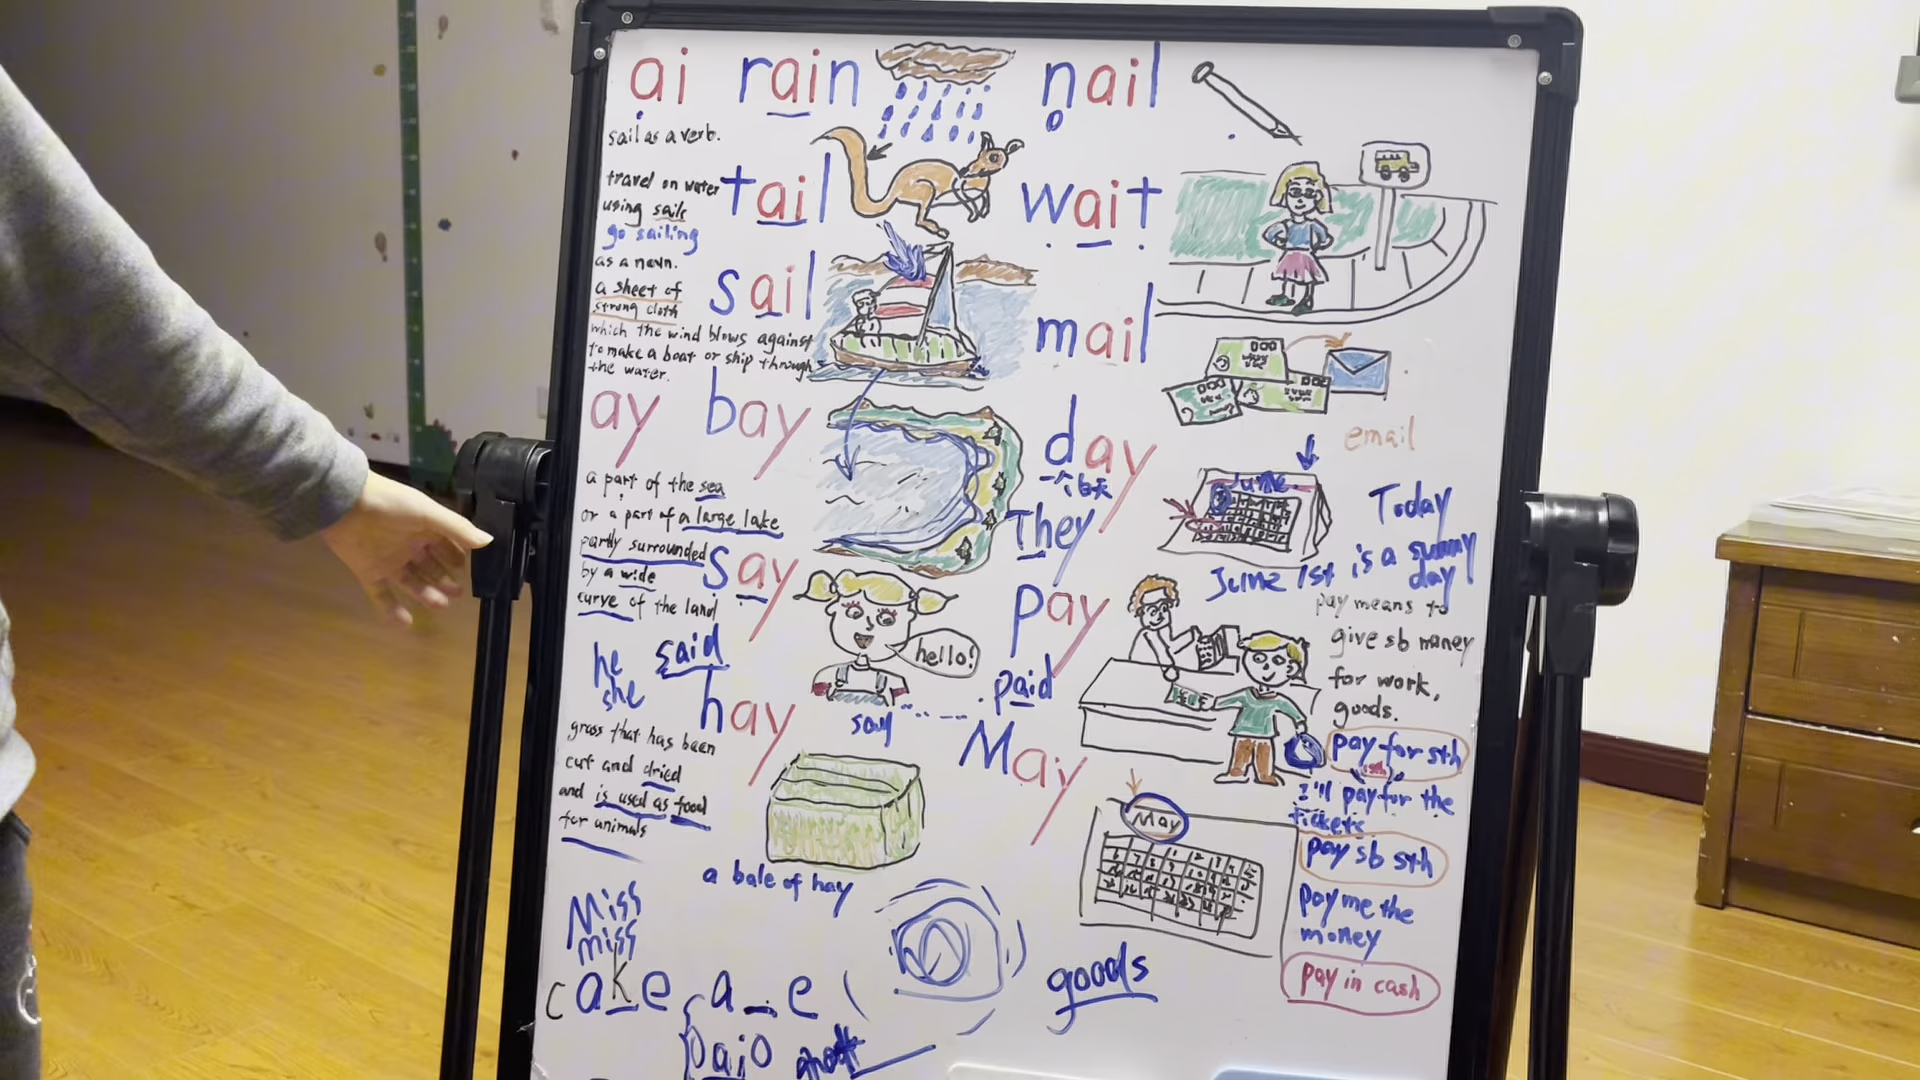 ai rain nail
sail as a verb.
travel on water
using sails
go sailing
tail wait
as a noun.
a sheet of
strong cloth
which the wind blows against
to make a boat or ship through
the water.
sail mail
email
ay bay day
一个白天
a part of the sea
or a part of a large lake
partly surrounded
by a wide
curve of the land
They
June
Today
is a sunny
day
June 1st
say
hello!
he said
she
say
pay
paid
pay means to
give sb money
for work,
goods.
pay for sth
I'll pay for the
tickets
pay sb sth
pay me the
money
pay in cash
hay
grass that has been
cut and dried
and is used as food
for animals
a bale of hay
May
May
Miss
miss
cake a_e
goods